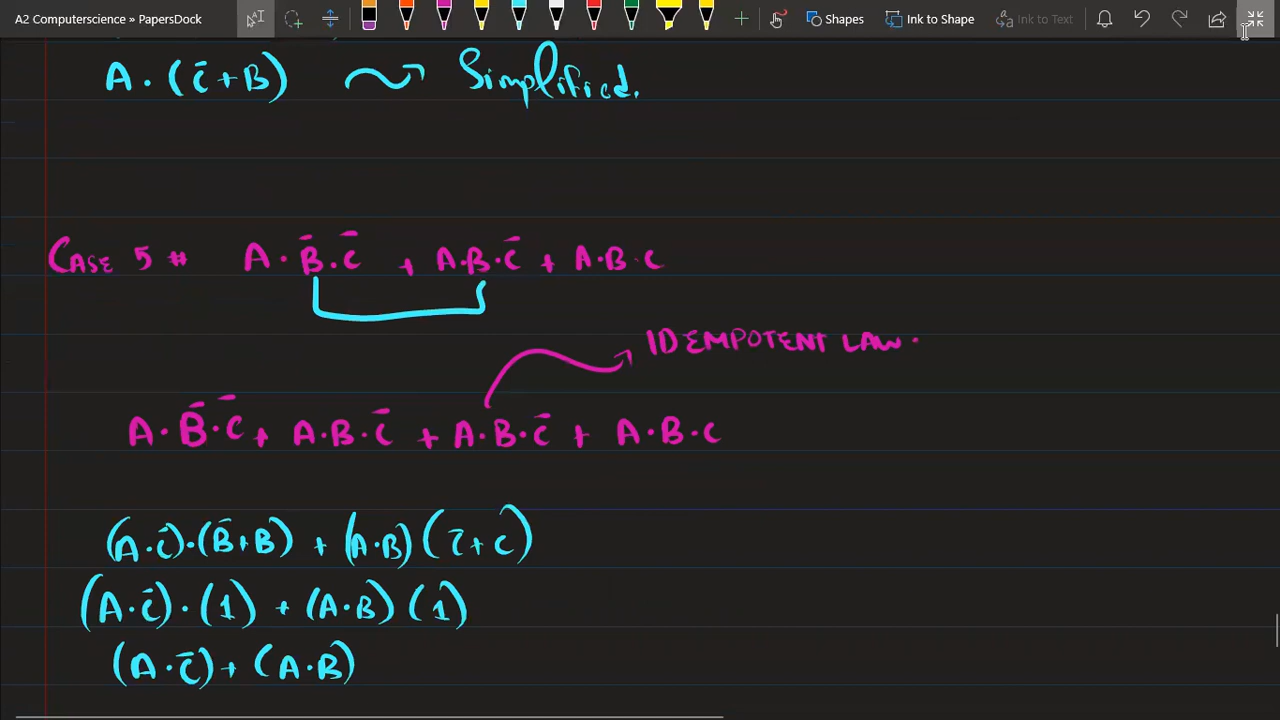 A2 Computerscience » PapersDock
Shapes
Ink to Shape
Ink to Text
A · (C̄+B) Simplified.
CASE 5 # A · B̄ · C̄ + A·B·C̄ + A·B·C
IDEMPOTENT LAW.
A · B̄ · C̄ + A·B·C̄ + A·B·C̄ + A·B·C
(A·C̄)·(B̄+B) + (A·B)(C̄+C)
(A·C̄)·(1) + (A·B)(1)
(A·C̄)+(A·B)